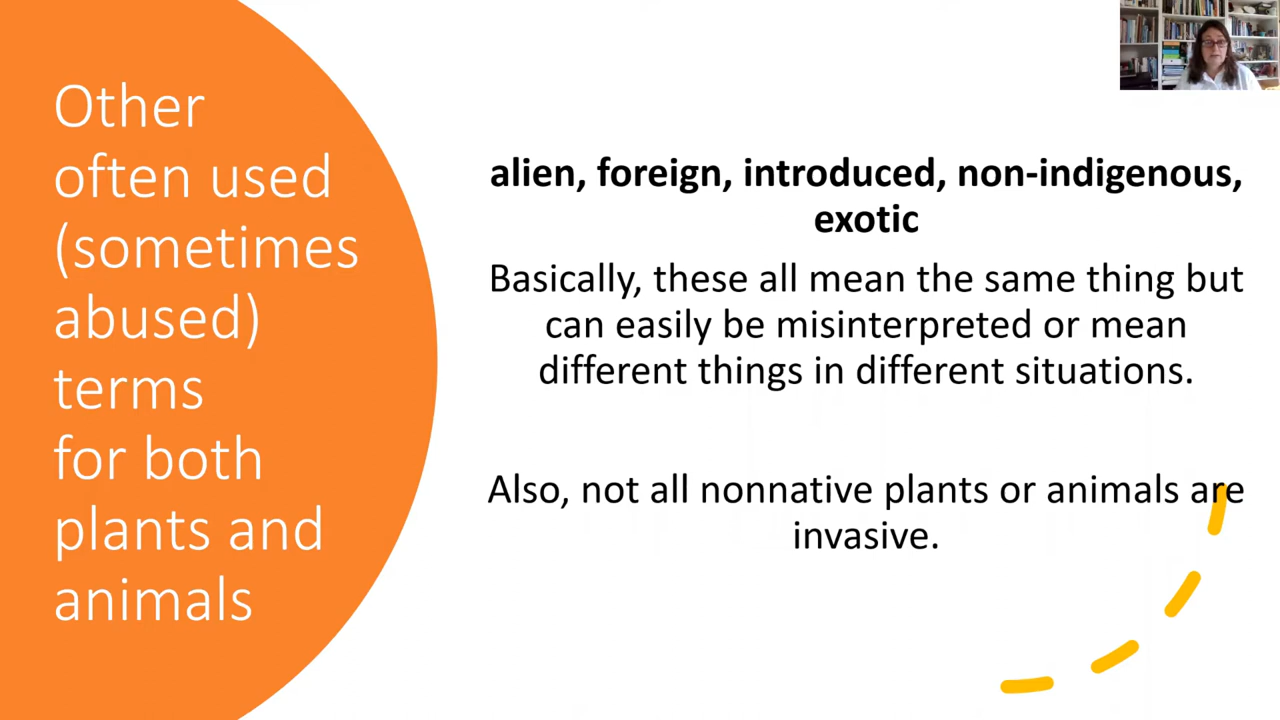 Other
often used
(sometimes
abused)
terms
for both
plants and
animals
alien, foreign, introduced, non-indigenous,
exotic
Basically, these all mean the same thing but
can easily be misinterpreted or mean
different things in different situations.
Also, not all nonnative plants or animals are
invasive.